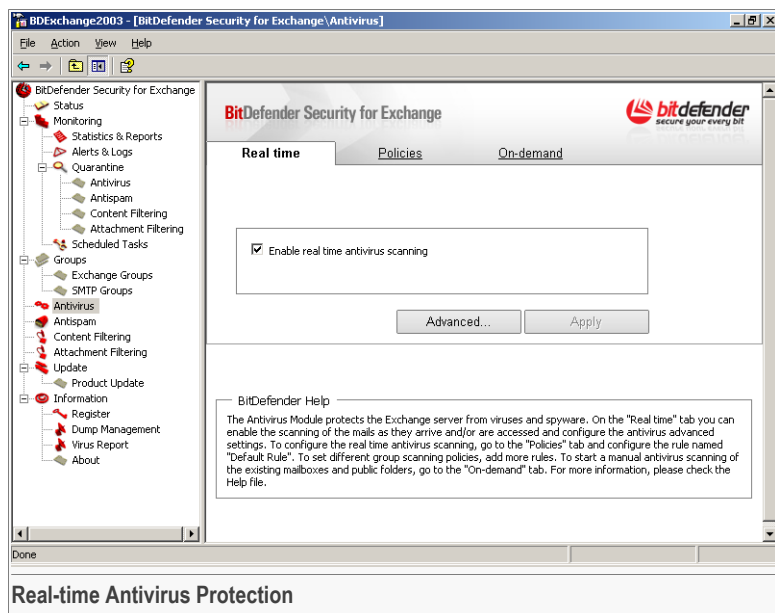 BDExchange2003 - [BitDefender Security for Exchange\Antivirus]
File Action View Help
BitDefender Security for Exchange
Status
Monitoring
Statistics & Reports
Alerts & Logs
Quarantine
Antivirus
Antispam
Content Filtering
Attachment Filtering
Scheduled Tasks
Groups
Exchange Groups
SMTP Groups
Antivirus
Antispam
Content Filtering
Attachment Filtering
Update
Product Update
Information
Register
Dump Management
Virus Report
About
BitDefender Security for Exchange
bitdefender
secure your every bit
Real time Policies On-demand
Enable real time antivirus scanning
Advanced... Apply
BitDefender Help
The Antivirus Module protects the Exchange server from viruses and spyware. On the "Real time" tab you can
enable the scanning of the mails as they arrive and/or are accessed and configure the antivirus advanced
settings. To configure the real time antivirus scanning, go to the "Policies" tab and configure the rule named
"Default Rule". To set different group scanning policies, add more rules. To start a manual antivirus scanning of
the existing mailboxes and public folders, go to the "On-demand" tab. For more information, please check the
Help file.
Done
Real-time Antivirus Protection